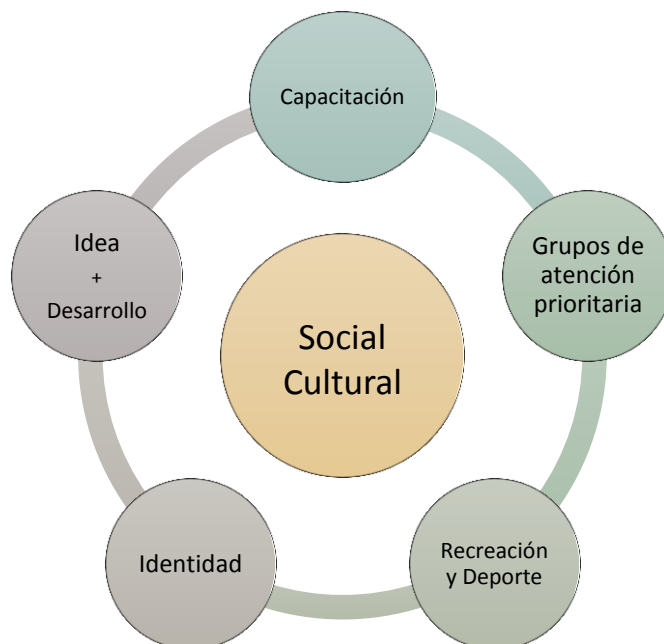 Capacitación
Grupos de
atención
prioritaria
Recreación
y Deporte
Identidad
Idea
+
Desarrollo
Social
Cultural